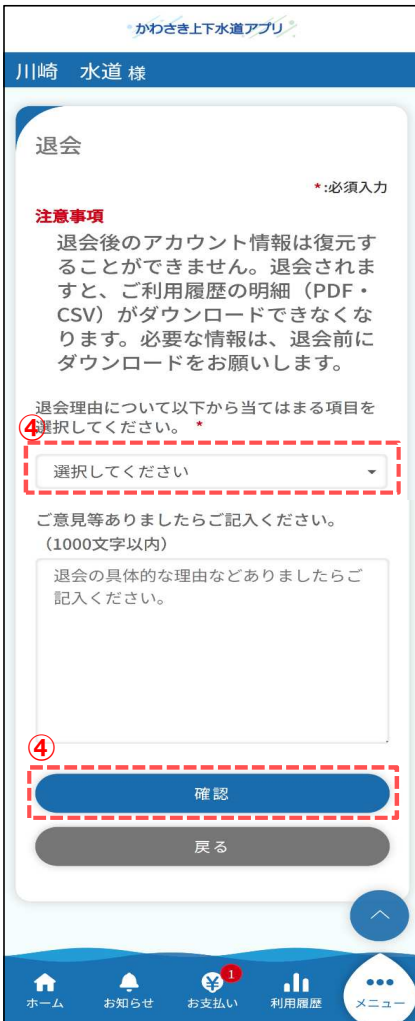 かわさき上下水道アプリ
川崎　水道 様
退会
*:必須入力
注意事項
退会後のアカウント情報は復元す
ることができません。退会されま
すと、ご利用履歴の明細（PDF・
CSV）がダウンロードできなくな
ります。必要な情報は、退会前に
ダウンロードをお願いします。
退会理由について以下から当てはまる項目を
選択してください。 *
④
選択してください
ご意見等ありましたらご記入ください。
（1000文字以内）
退会の具体的な理由などありましたらご
記入ください。
④
確認
戻る
1
ホーム お知らせ お支払い 利用履歴 メニュー